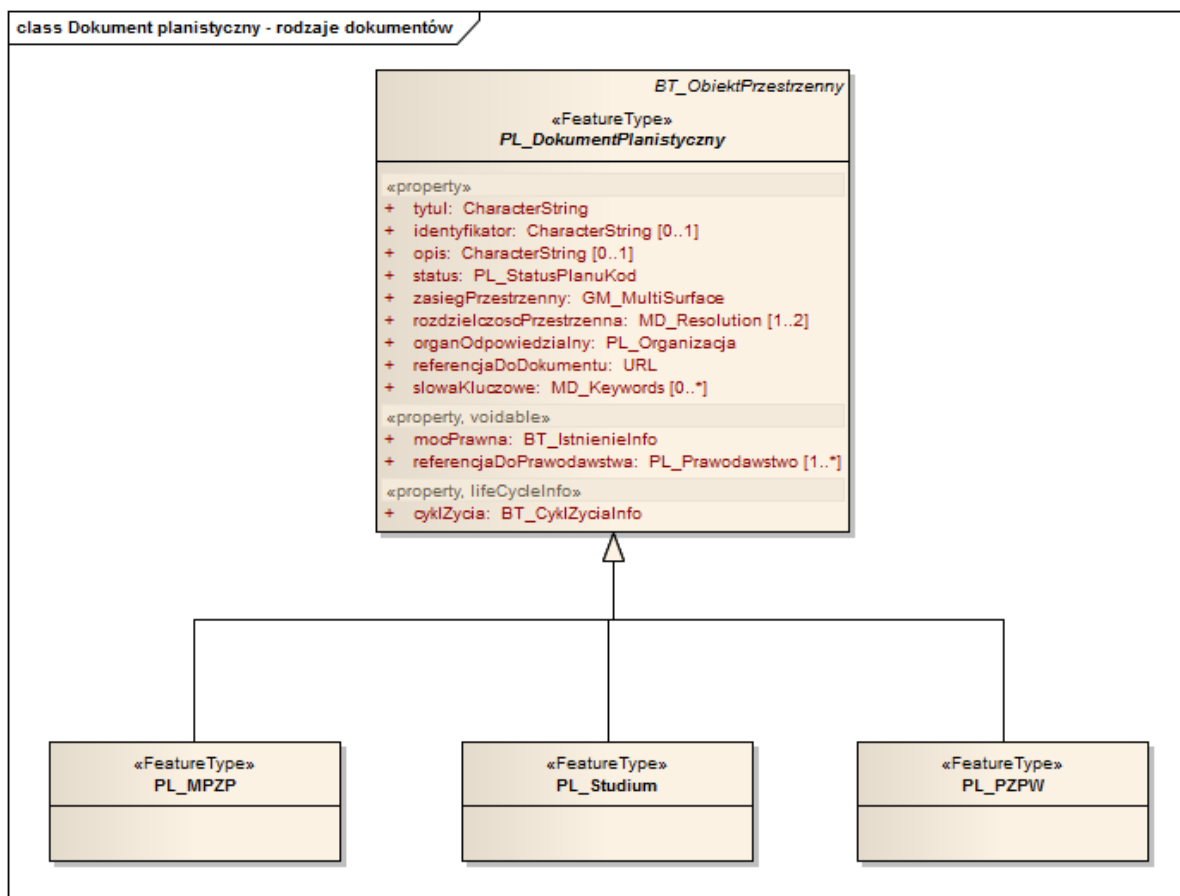 class Dokument planistyczny - rodzaje dokumentów
BT_ObiektPrzestrzenny
«FeatureType»
PL_DokumentPlanistyczny
«property»
+ tytul: CharacterString
+ identyfikator: CharacterString [0..1]
+ opis: CharacterString [0..1]
+ status: PL_StatusPlanuKod
+ zasiegPrzestrzenny: GM_MultiSurface
+ rozdzielczoscPrzestrzenna: MD_Resolution [1..2]
+ organOdpowiedzialny: PL_Organizacja
+ referencjaDoDokumentu: URL
+ slowaKluczowe: MD_Keywords [0..*]
«property, voidable»
+ mocPrawna: BT_IstnienieInfo
+ referencjaDoPrawodawstwa: PL_Prawodawstwo [1..*]
«property, lifeCycleInfo»
+ cyklZycia: BT_CyklZyciaInfo
«FeatureType»
PL_MPZP
«FeatureType»
PL_Studium
«FeatureType»
PL_PZPW